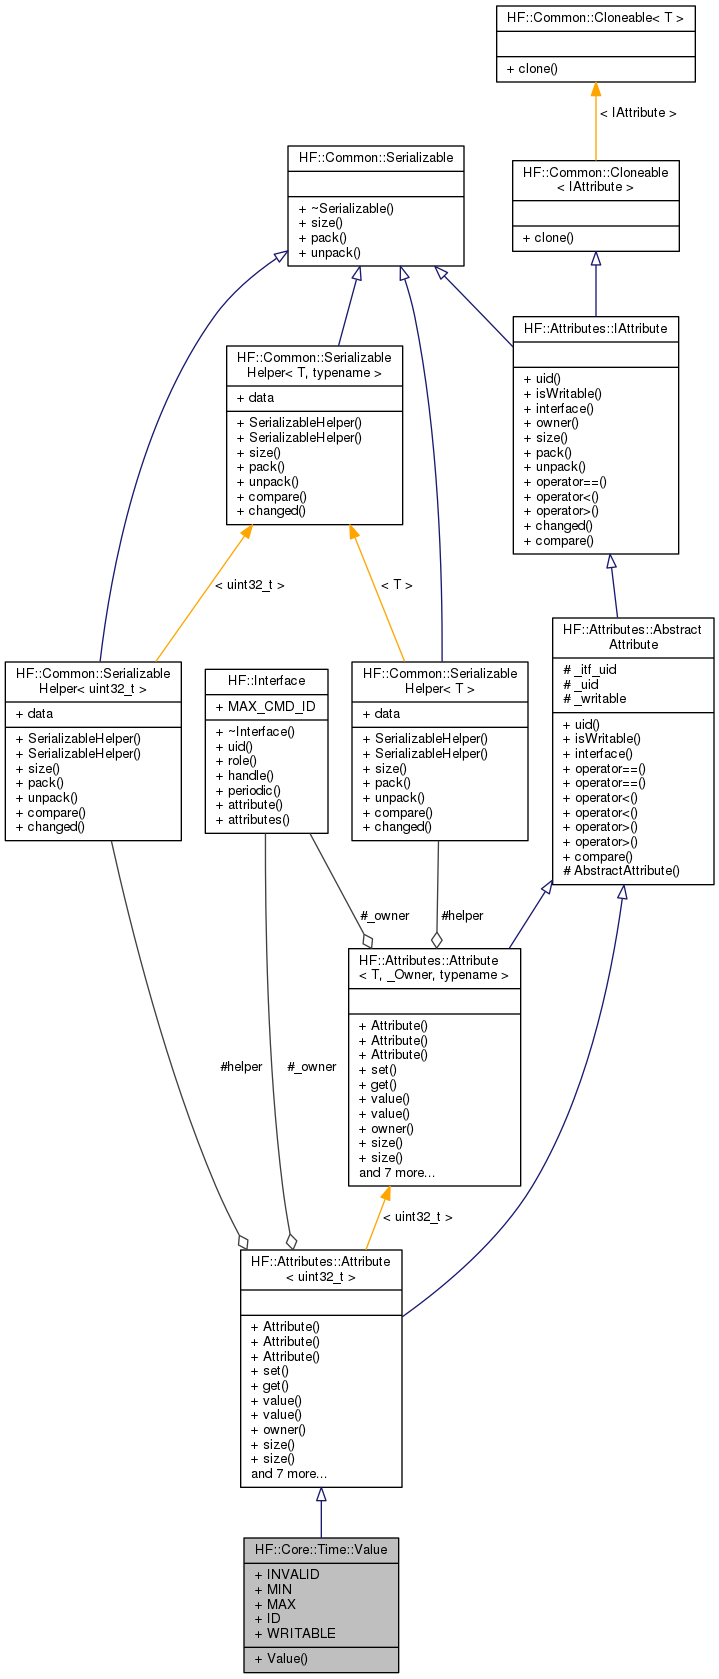 HF::Common::Cloneable< T >
+ clone()
< IAttribute >
HF::Common::Serializable
+ ~Serializable()
+ size()
+ pack()
+ unpack()
HF::Common::Cloneable
< IAttribute >
+ clone()
HF::Common::Serializable
Helper< T, typename >
+ data
+ SerializableHelper()
+ SerializableHelper()
+ size()
+ pack()
+ unpack()
+ compare()
+ changed()
HF::Attributes::IAttribute
+ uid()
+ isWritable()
+ interface()
+ owner()
+ size()
+ pack()
+ unpack()
+ operator==()
+ operator<()
+ operator>()
+ changed()
+ compare()
< uint32_t >
< T >
HF::Common::Serializable
Helper< uint32_t >
+ data
+ SerializableHelper()
+ SerializableHelper()
+ size()
+ pack()
+ unpack()
+ compare()
+ changed()
HF::Interface
+ MAX_CMD_ID
+ ~Interface()
+ uid()
+ role()
+ handle()
+ periodic()
+ attribute()
+ attributes()
HF::Common::Serializable
Helper< T >
+ data
+ SerializableHelper()
+ SerializableHelper()
+ size()
+ pack()
+ unpack()
+ compare()
+ changed()
HF::Attributes::Abstract
Attribute
# _itf_uid
# _uid
# _writable
+ uid()
+ isWritable()
+ interface()
+ operator==()
+ operator==()
+ operator<()
+ operator<()
+ operator>()
+ operator>()
+ compare()
# AbstractAttribute()
#_owner
#helper
HF::Attributes::Attribute
< T, _Owner, typename >
+ Attribute()
+ Attribute()
+ Attribute()
+ set()
+ get()
+ value()
+ value()
+ owner()
+ size()
+ size()
and 7 more...
#helper
#_owner
< uint32_t >
HF::Attributes::Attribute
< uint32_t >
+ Attribute()
+ Attribute()
+ Attribute()
+ set()
+ get()
+ value()
+ value()
+ owner()
+ size()
+ size()
and 7 more...
HF::Core::Time::Value
+ INVALID
+ MIN
+ MAX
+ ID
+ WRITABLE
+ Value()